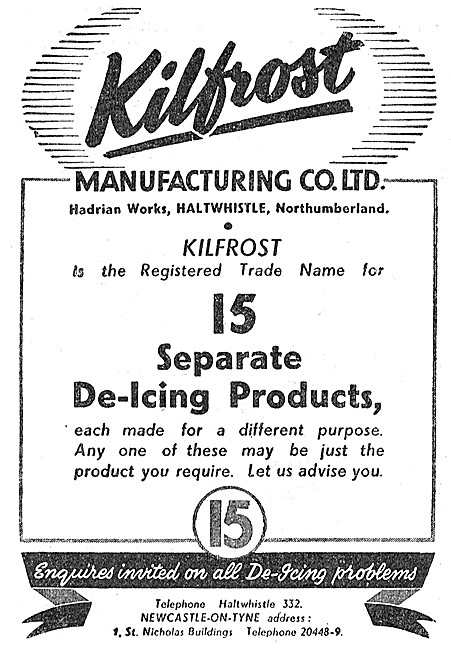 Kilfrost
MANUFACTURING CO. LTD.
Hadrian Works, HALTWHISTLE, Northumberland.
KILFROST
Is the Registered Trade Name for
15
Separate
De-Icing Products,
each made for a different purpose.
Any one of these may be just the
product you require. Let us advise you.
15
Enquires invited on all De-Icing problems
Telephone Haltwhistle 332.
NEWCASTLE-ON-TYNE address:
1, St. Nicholas Buildings Telephone 20448-9.